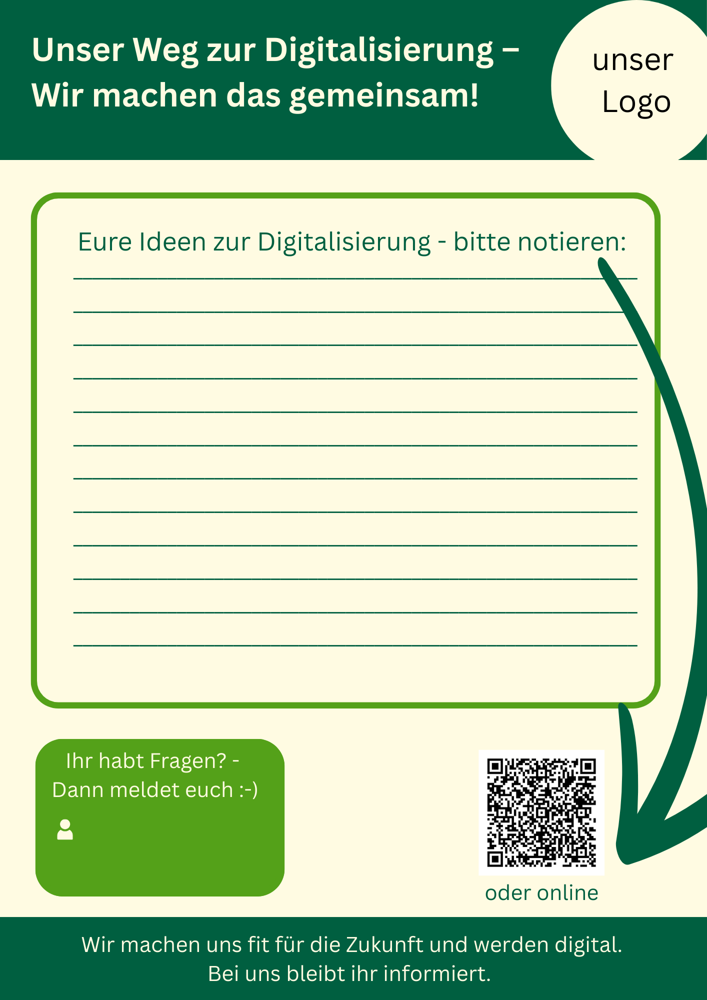 Unser Weg zur Digitalisierung –
Wir machen das gemeinsam!
unser
Logo
Eure Ideen zur Digitalisierung - bitte notieren:
Ihr habt Fragen? -
Dann meldet euch :-)
oder online
Wir machen uns fit für die Zukunft und werden digital.
Bei uns bleibt ihr informiert.